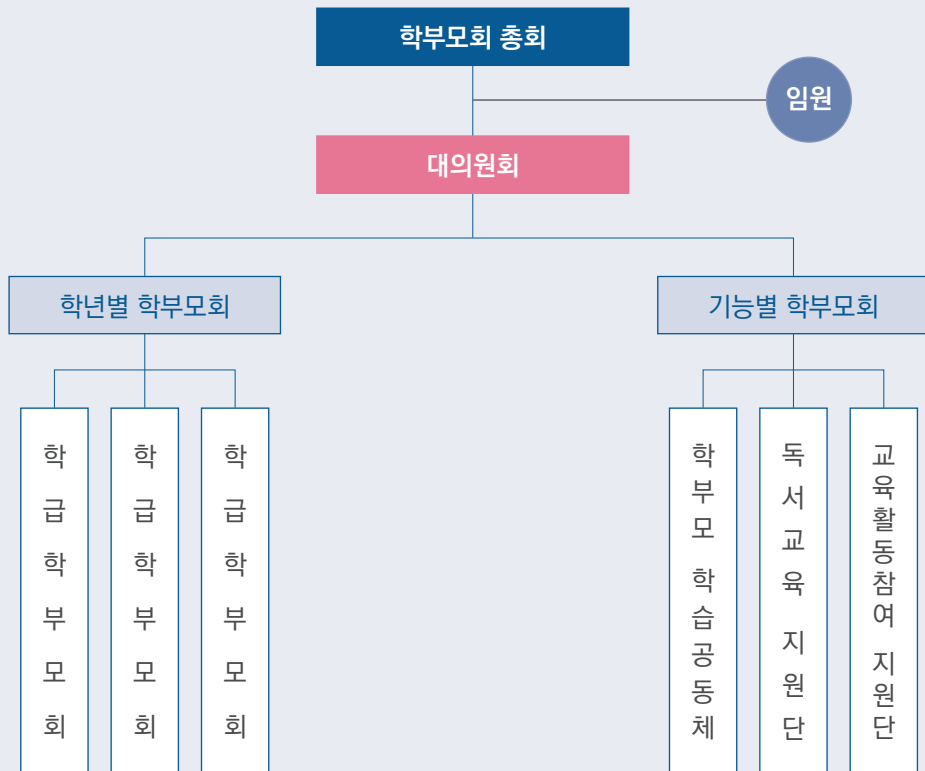 학부모회 총회
임원
대의원회
학년별 학부모회
기능별 학부모회
학급학부모회
학급학부모회
학급학부모회
학부모 학습공동체
독서교육 지원단
교육활동참여 지원단